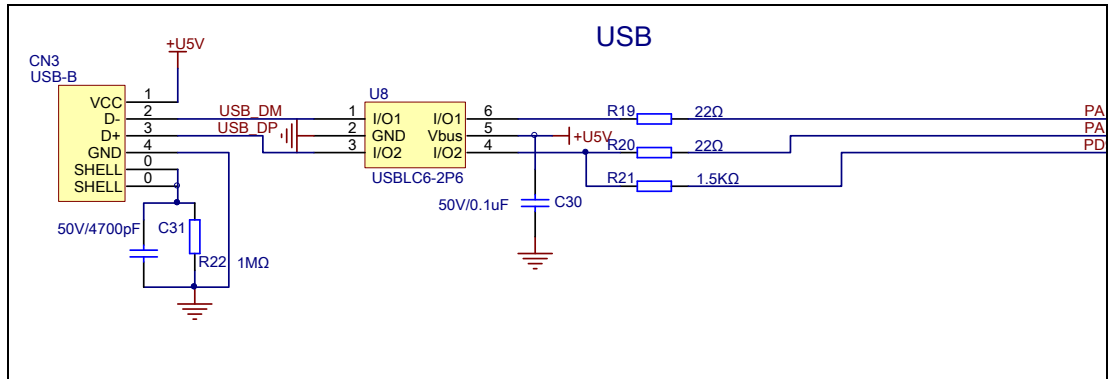 USB
+U5V
CN3
USB-B
VCC 1
D- 2
D+ 3
GND 4
SHELL 0
SHELL 0
USB_DM
USB_DP
U8
1 I/O1 I/O1 6
2 GND Vbus 5
3 I/O2 I/O2 4
USBLC6-2P6
+U5V
R19 22Ω PA
R20 22Ω PA
R21 1.5KΩ PD
50V/0.1uF C30
50V/4700pF C31
R22 1MΩ